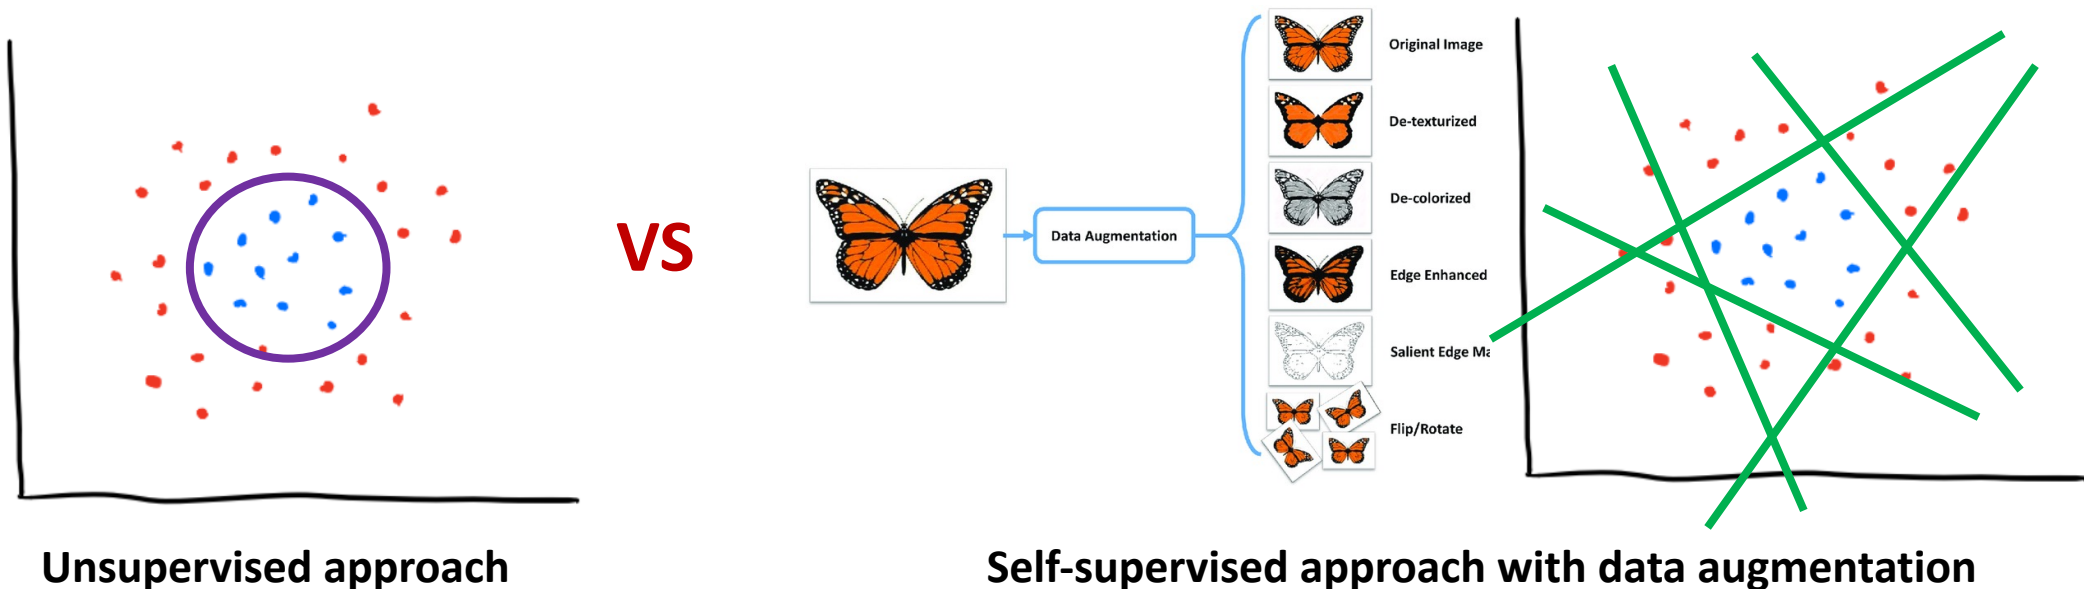 Original Image
De-texturized
De-colorized
Edge Enhanced
Salient Edge Ma
Flip/Rotate
Data Augmentation
VS
Unsupervised approach
Self-supervised approach with data augmentation